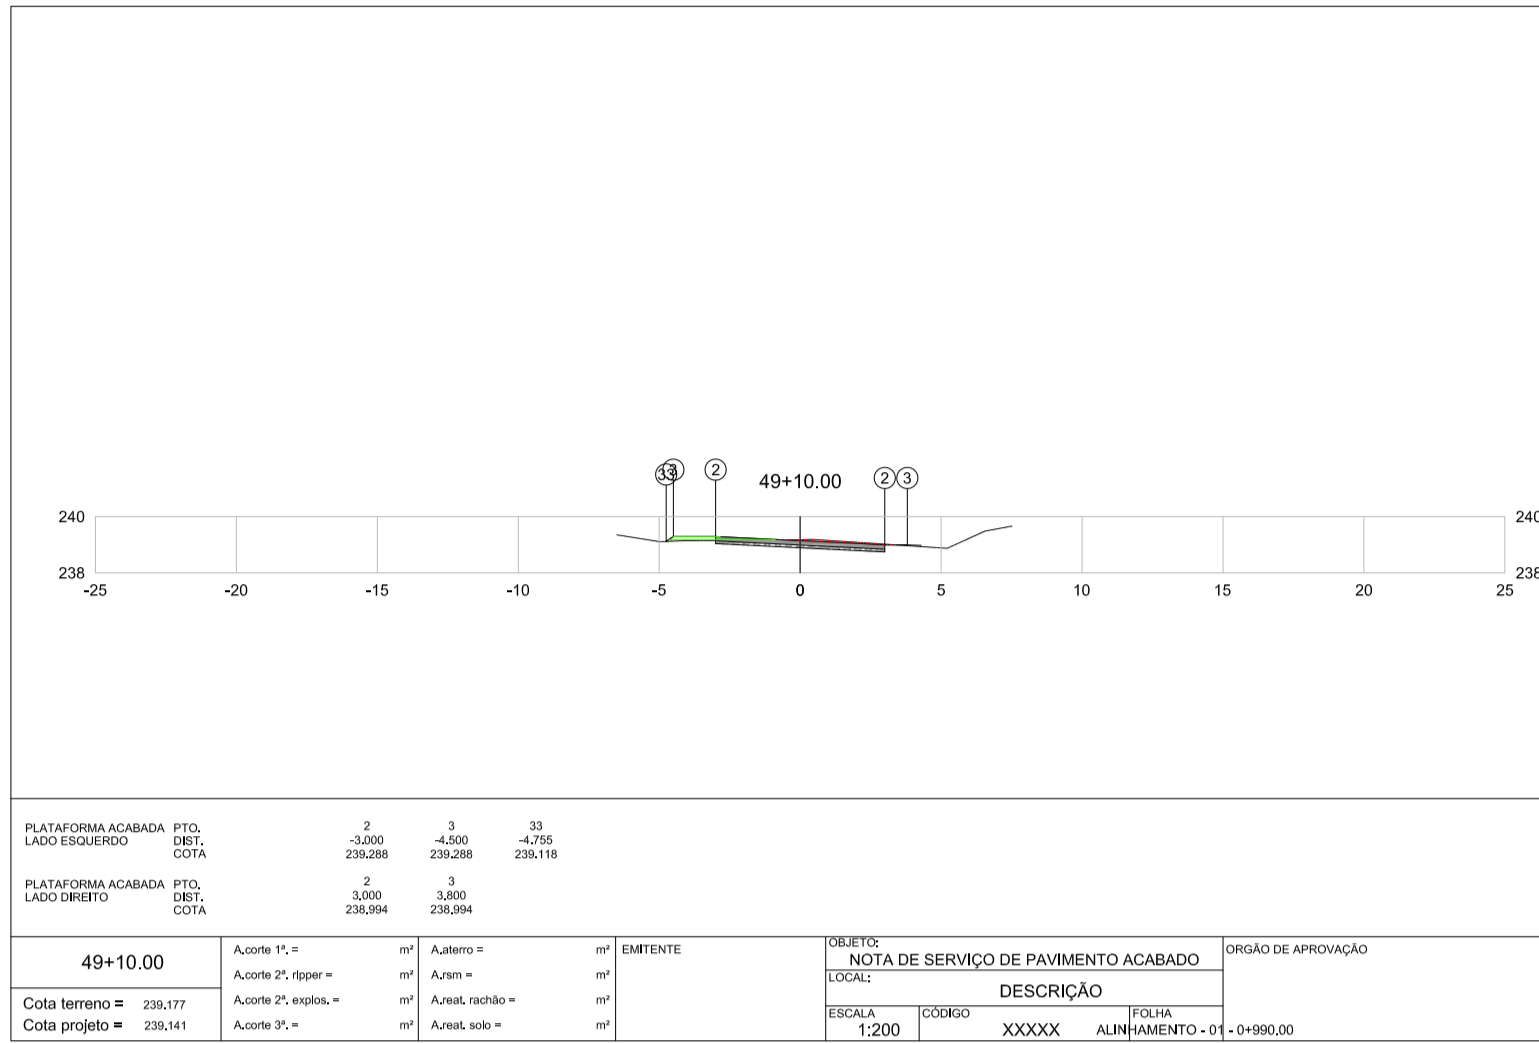 33 3 2 49+10.00 2 3
240 240
238 238
-25 -20 -15 -10 -5 0 5 10 15 20 25
PLATAFORMA ACABADA PTO. 2 3 33
LADO ESQUERDO DIST. -3.000 -4.500 -4.755
COTA 239.288 239.288 239.118
PLATAFORMA ACABADA PTO. 2 3
LADO DIREITO DIST. 3.000 3.800
COTA 238.994 238.994
49+10.00
Cota terreno = 239.177
Cota projeto = 239.141
A.corte 1ª. = m²
A.corte 2ª. ripper = m²
A.corte 2ª. explos. = m²
A.corte 3ª. = m²
A.aterro = m²
A.rsm = m²
A.reat. rachão = m²
A.reat. solo = m²
EMITENTE
OBJETO:
NOTA DE SERVIÇO DE PAVIMENTO ACABADO
LOCAL:
DESCRIÇÃO
ESCALA
1:200
CÓDIGO
XXXXX
FOLHA
ALINHAMENTO - 01 - 0+990.00
ORGÃO DE APROVAÇÃO